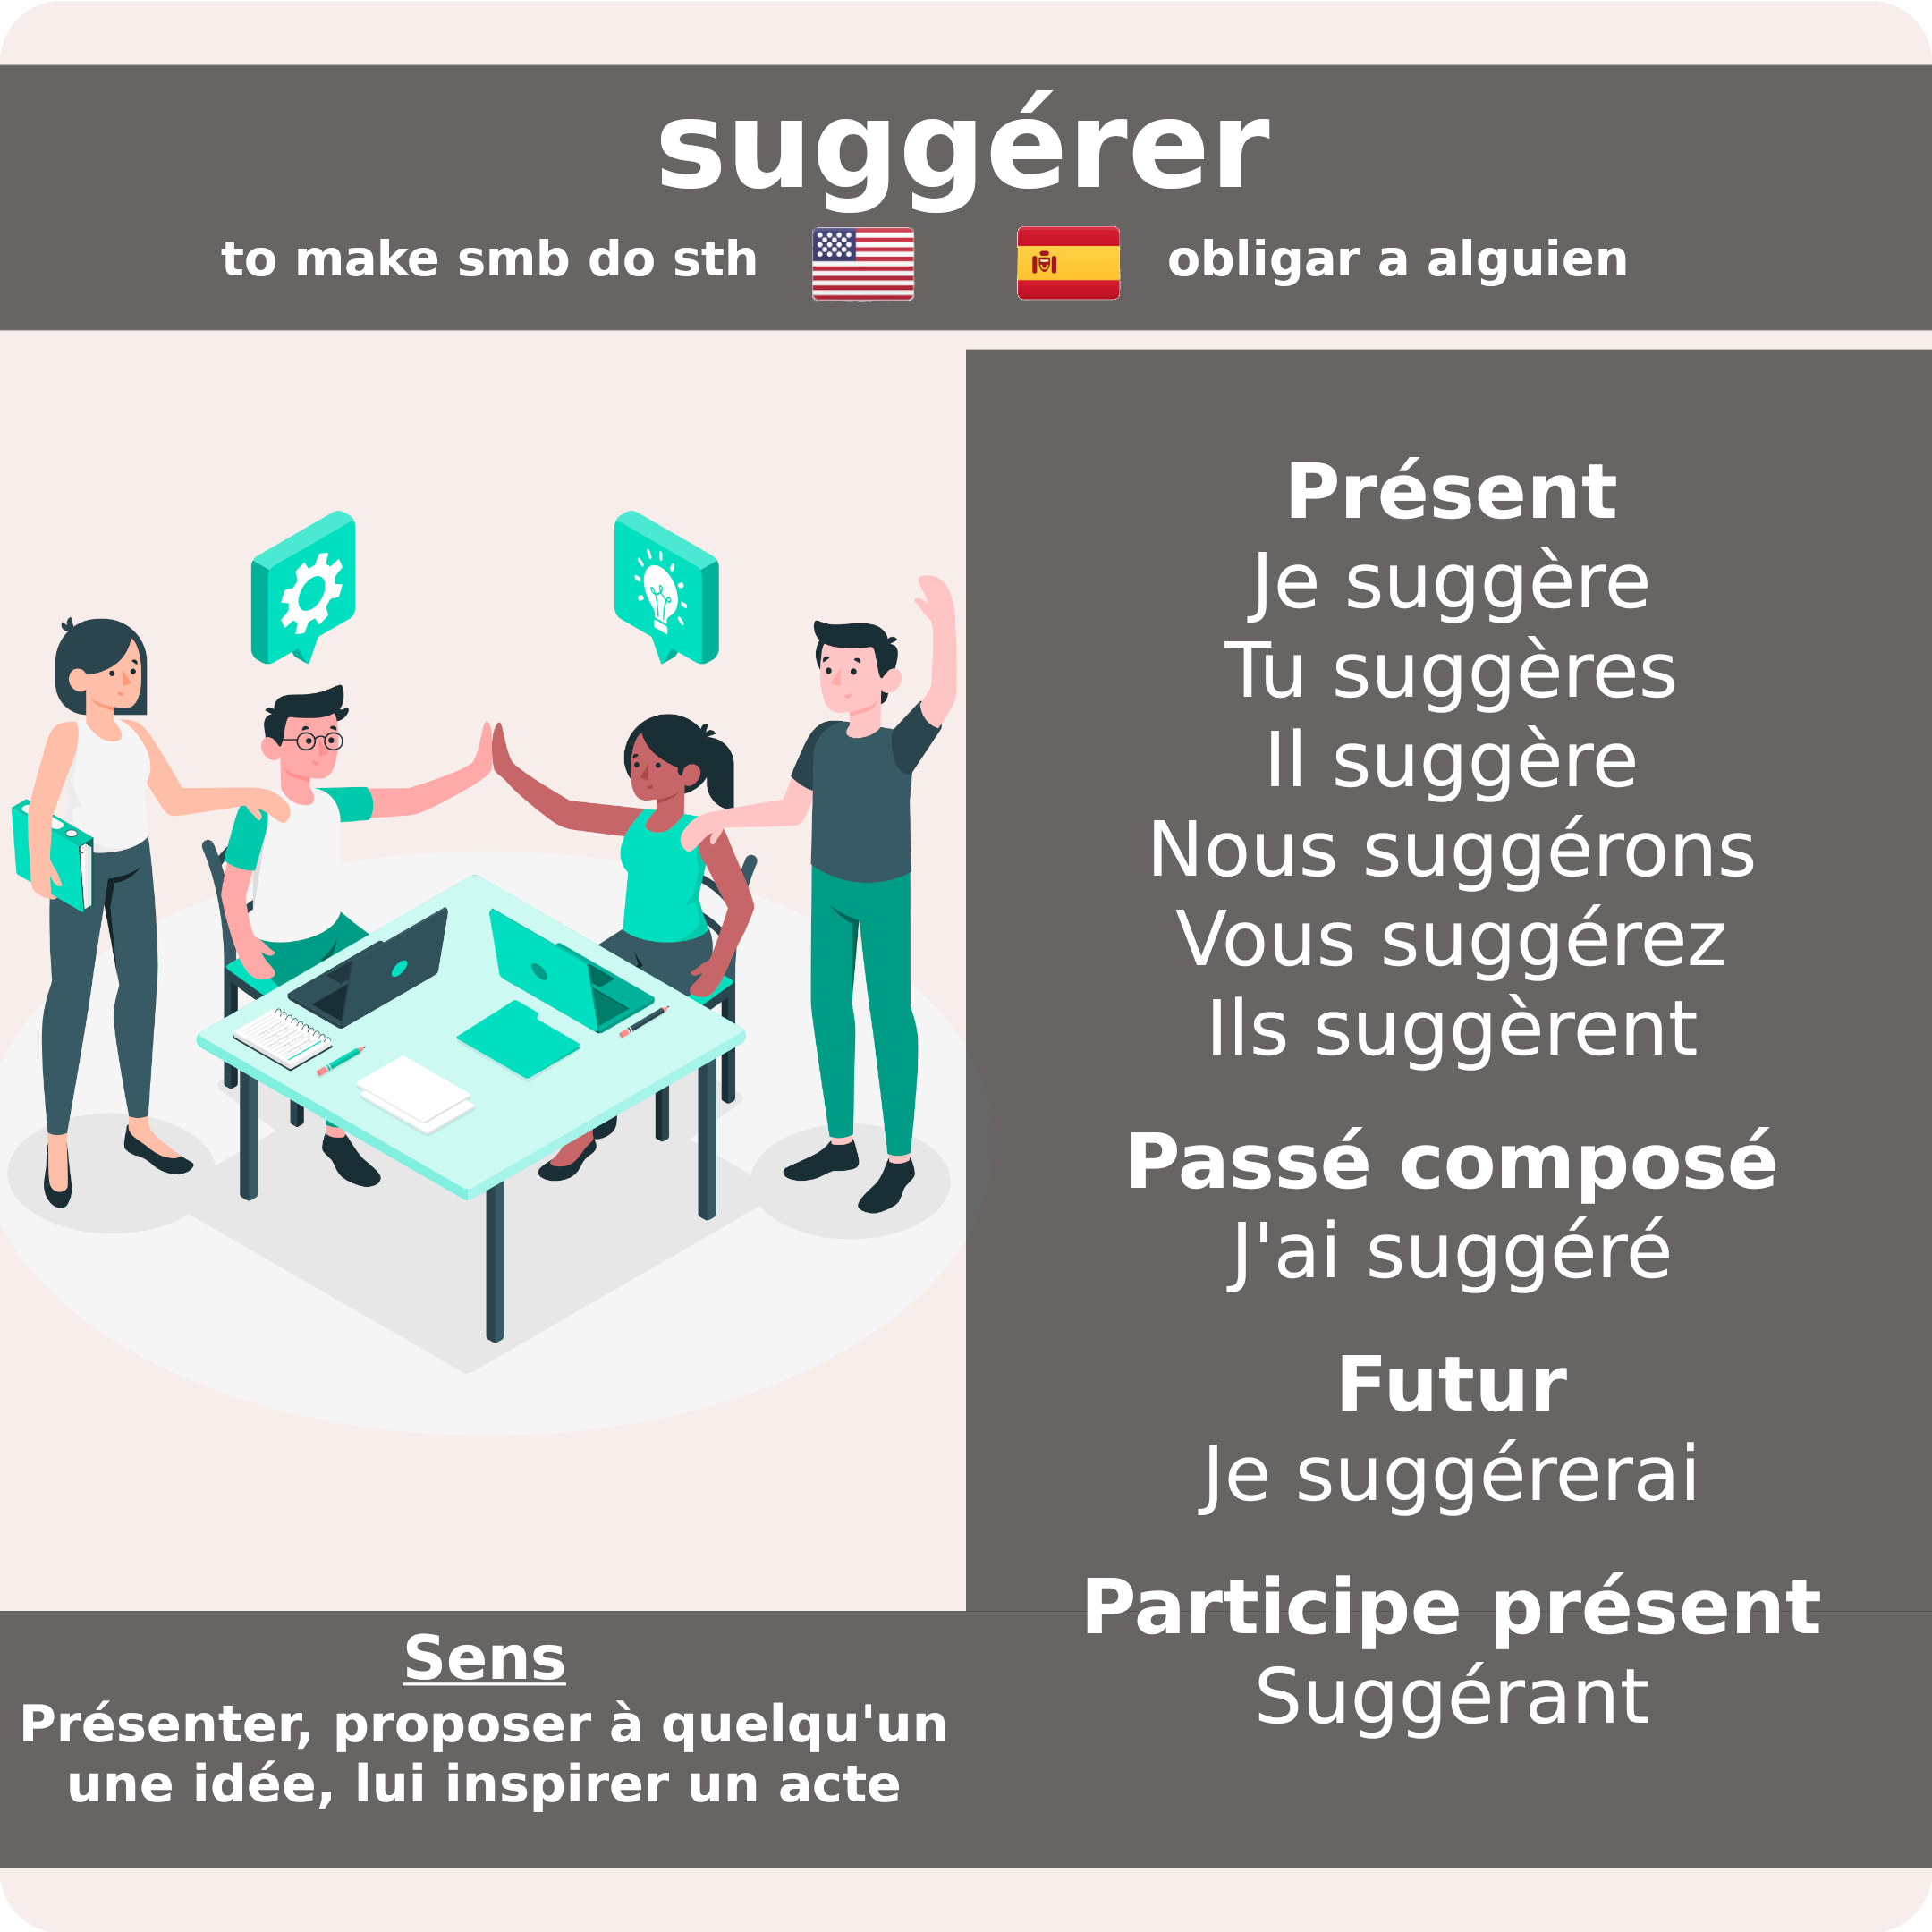 suggérer
to make smb do sth
obligar a alguien
Présent
Je suggère
Tu suggères
Il suggère
Nous suggérons
Vous suggérez
Ils suggèrent
Passé composé
J'ai suggéré
Futur
Je suggérerai
Participe présent
Suggérant
Sens
Présenter, proposer à quelqu'un
une idée, lui inspirer un acte